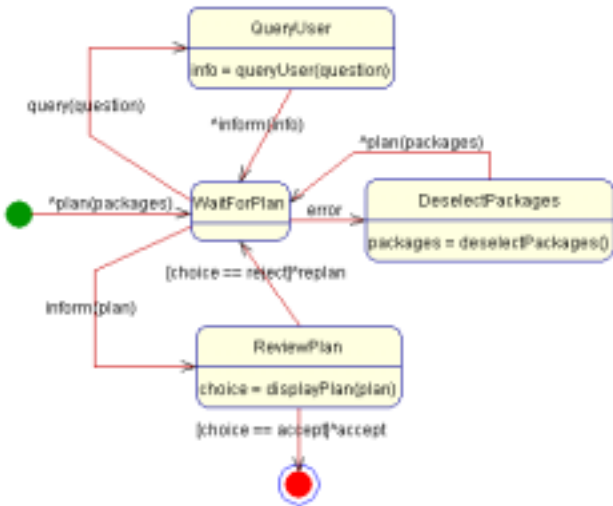 QueryUser
info = queryUser(question)
query(question)
^inform(info)
^plan(packages)
^plan(packages)
WaitForPlan
error
DeselectPackages
packages = deselectPackages()
[choice == reject]^replan
inform(plan)
ReviewPlan
choice = displayPlan(plan)
[choice == accept]^accept